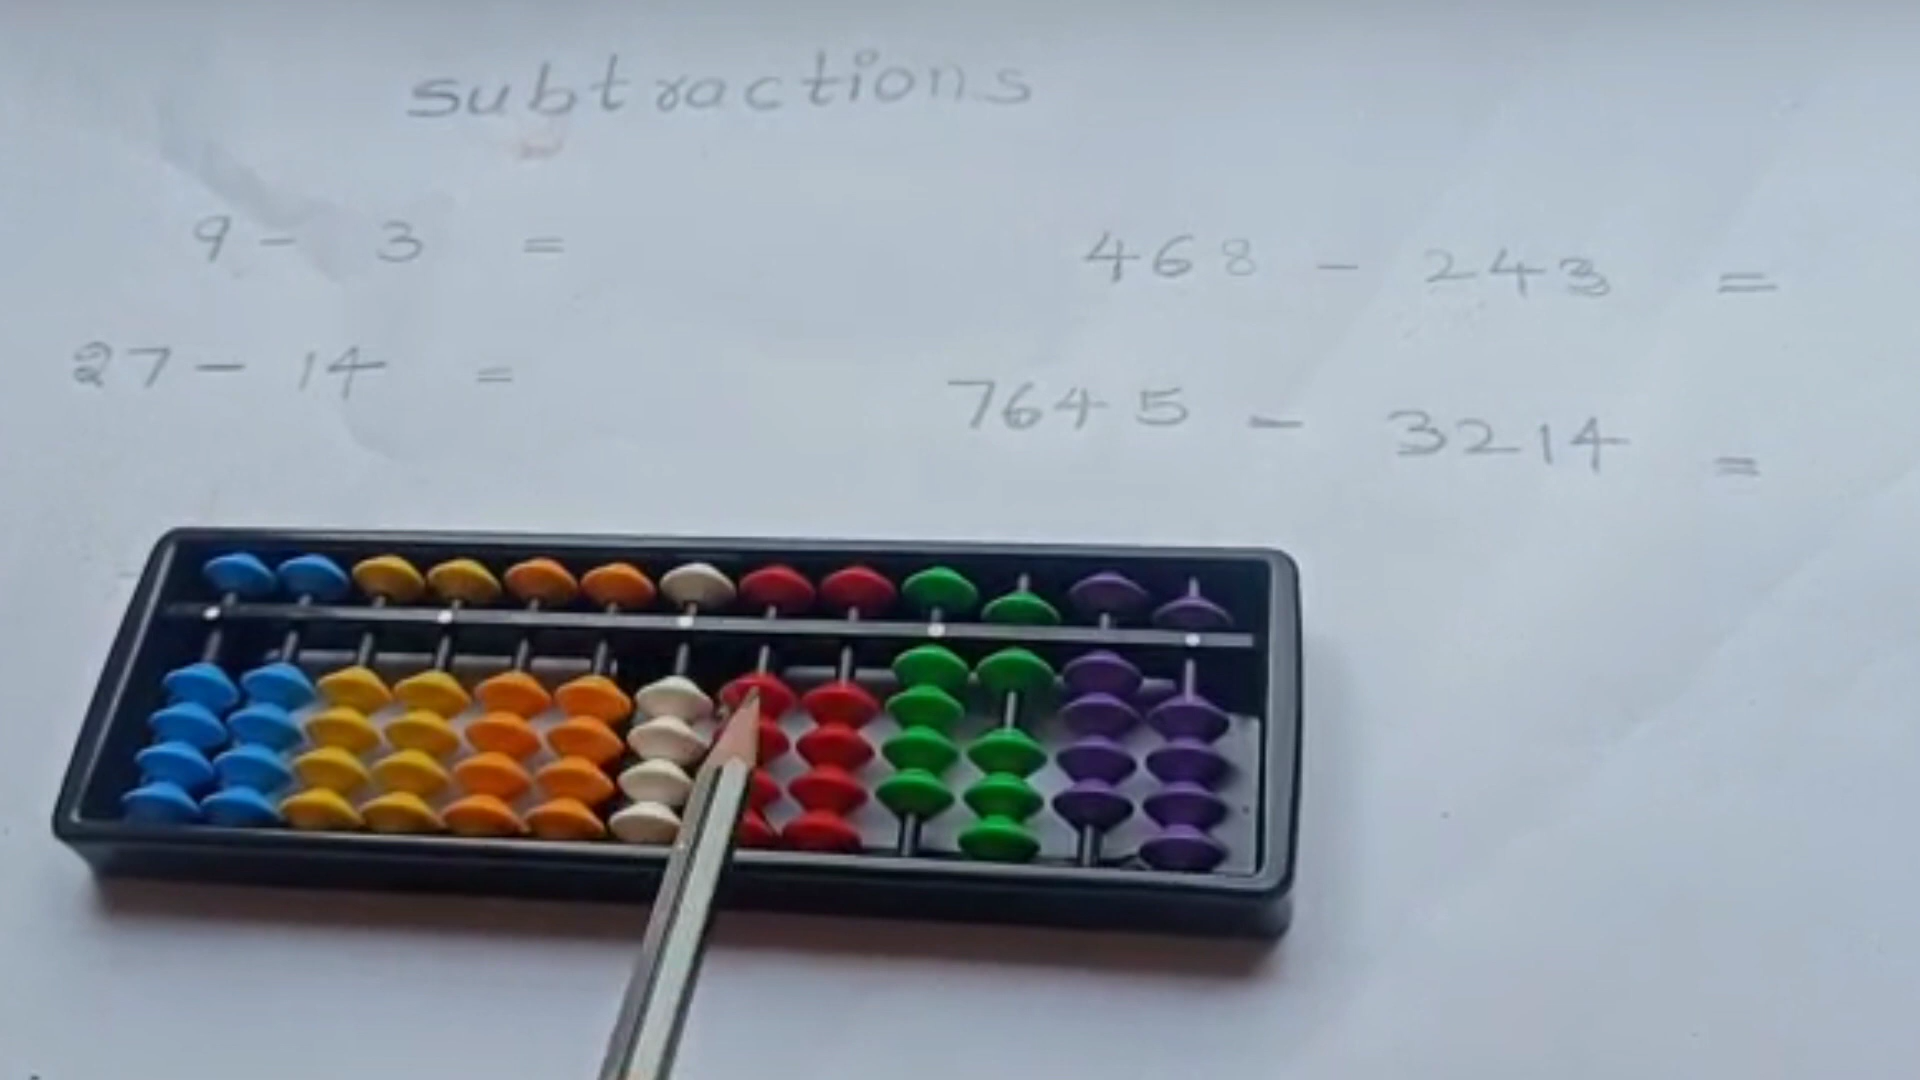 subtractions
9 - 3 =
27 - 14 =
468 - 243 =
7645 - 3214 =